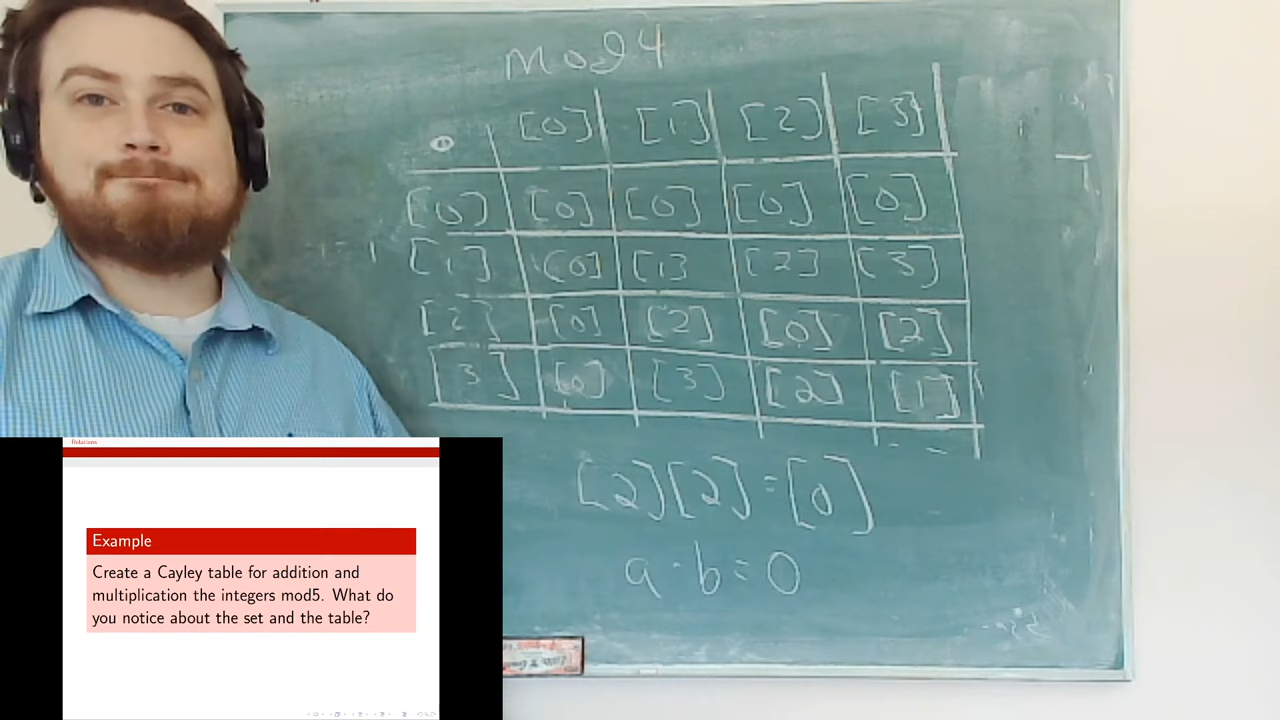 Mod 4
⊙ [0] [1] [2] [3]
[0] [0] [0] [0] [0]
[1] [0] [1] [2] [3]
[2] [0] [2] [0] [2]
[3] [0] [3] [2] [1]
[2][2]=[0]
a·b=0
Relations
Example
Create a Cayley table for addition and
multiplication the integers mod5. What do
you notice about the set and the table?